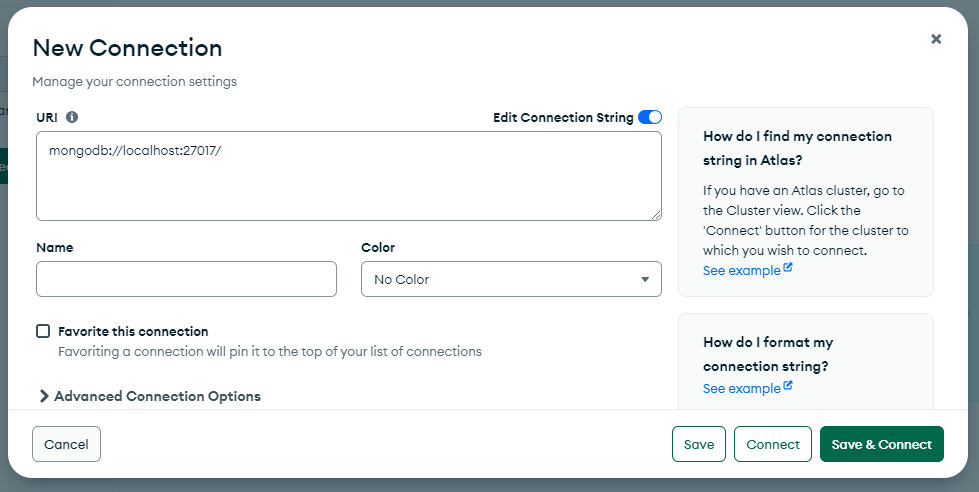 New Connection
Manage your connection settings
URI
Edit Connection String
mongodb://localhost:27017/
Name
Color
No Color
Favorite this connection
Favoriting a connection will pin it to the top of your list of connections
Advanced Connection Options
How do I find my connection
string in Atlas?
If you have an Atlas cluster, go to
the Cluster view. Click the
'Connect' button for the cluster to
which you wish to connect.
See example
How do I format my
connection string?
See example
Cancel
Save
Connect
Save & Connect